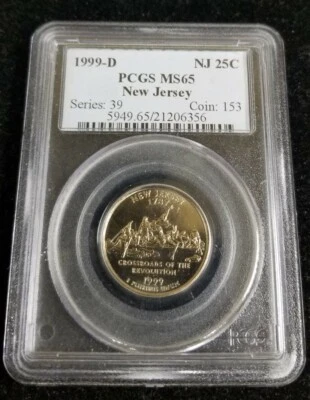 1999-D NJ 25C
PCGS MS65
New Jersey
Series: 39 Coin: 153
5949.65/21206356
NEW JERSEY
1787
CROSSROADS OF THE
REVOLUTION
1999
E PLURIBUS UNUM
PCGS